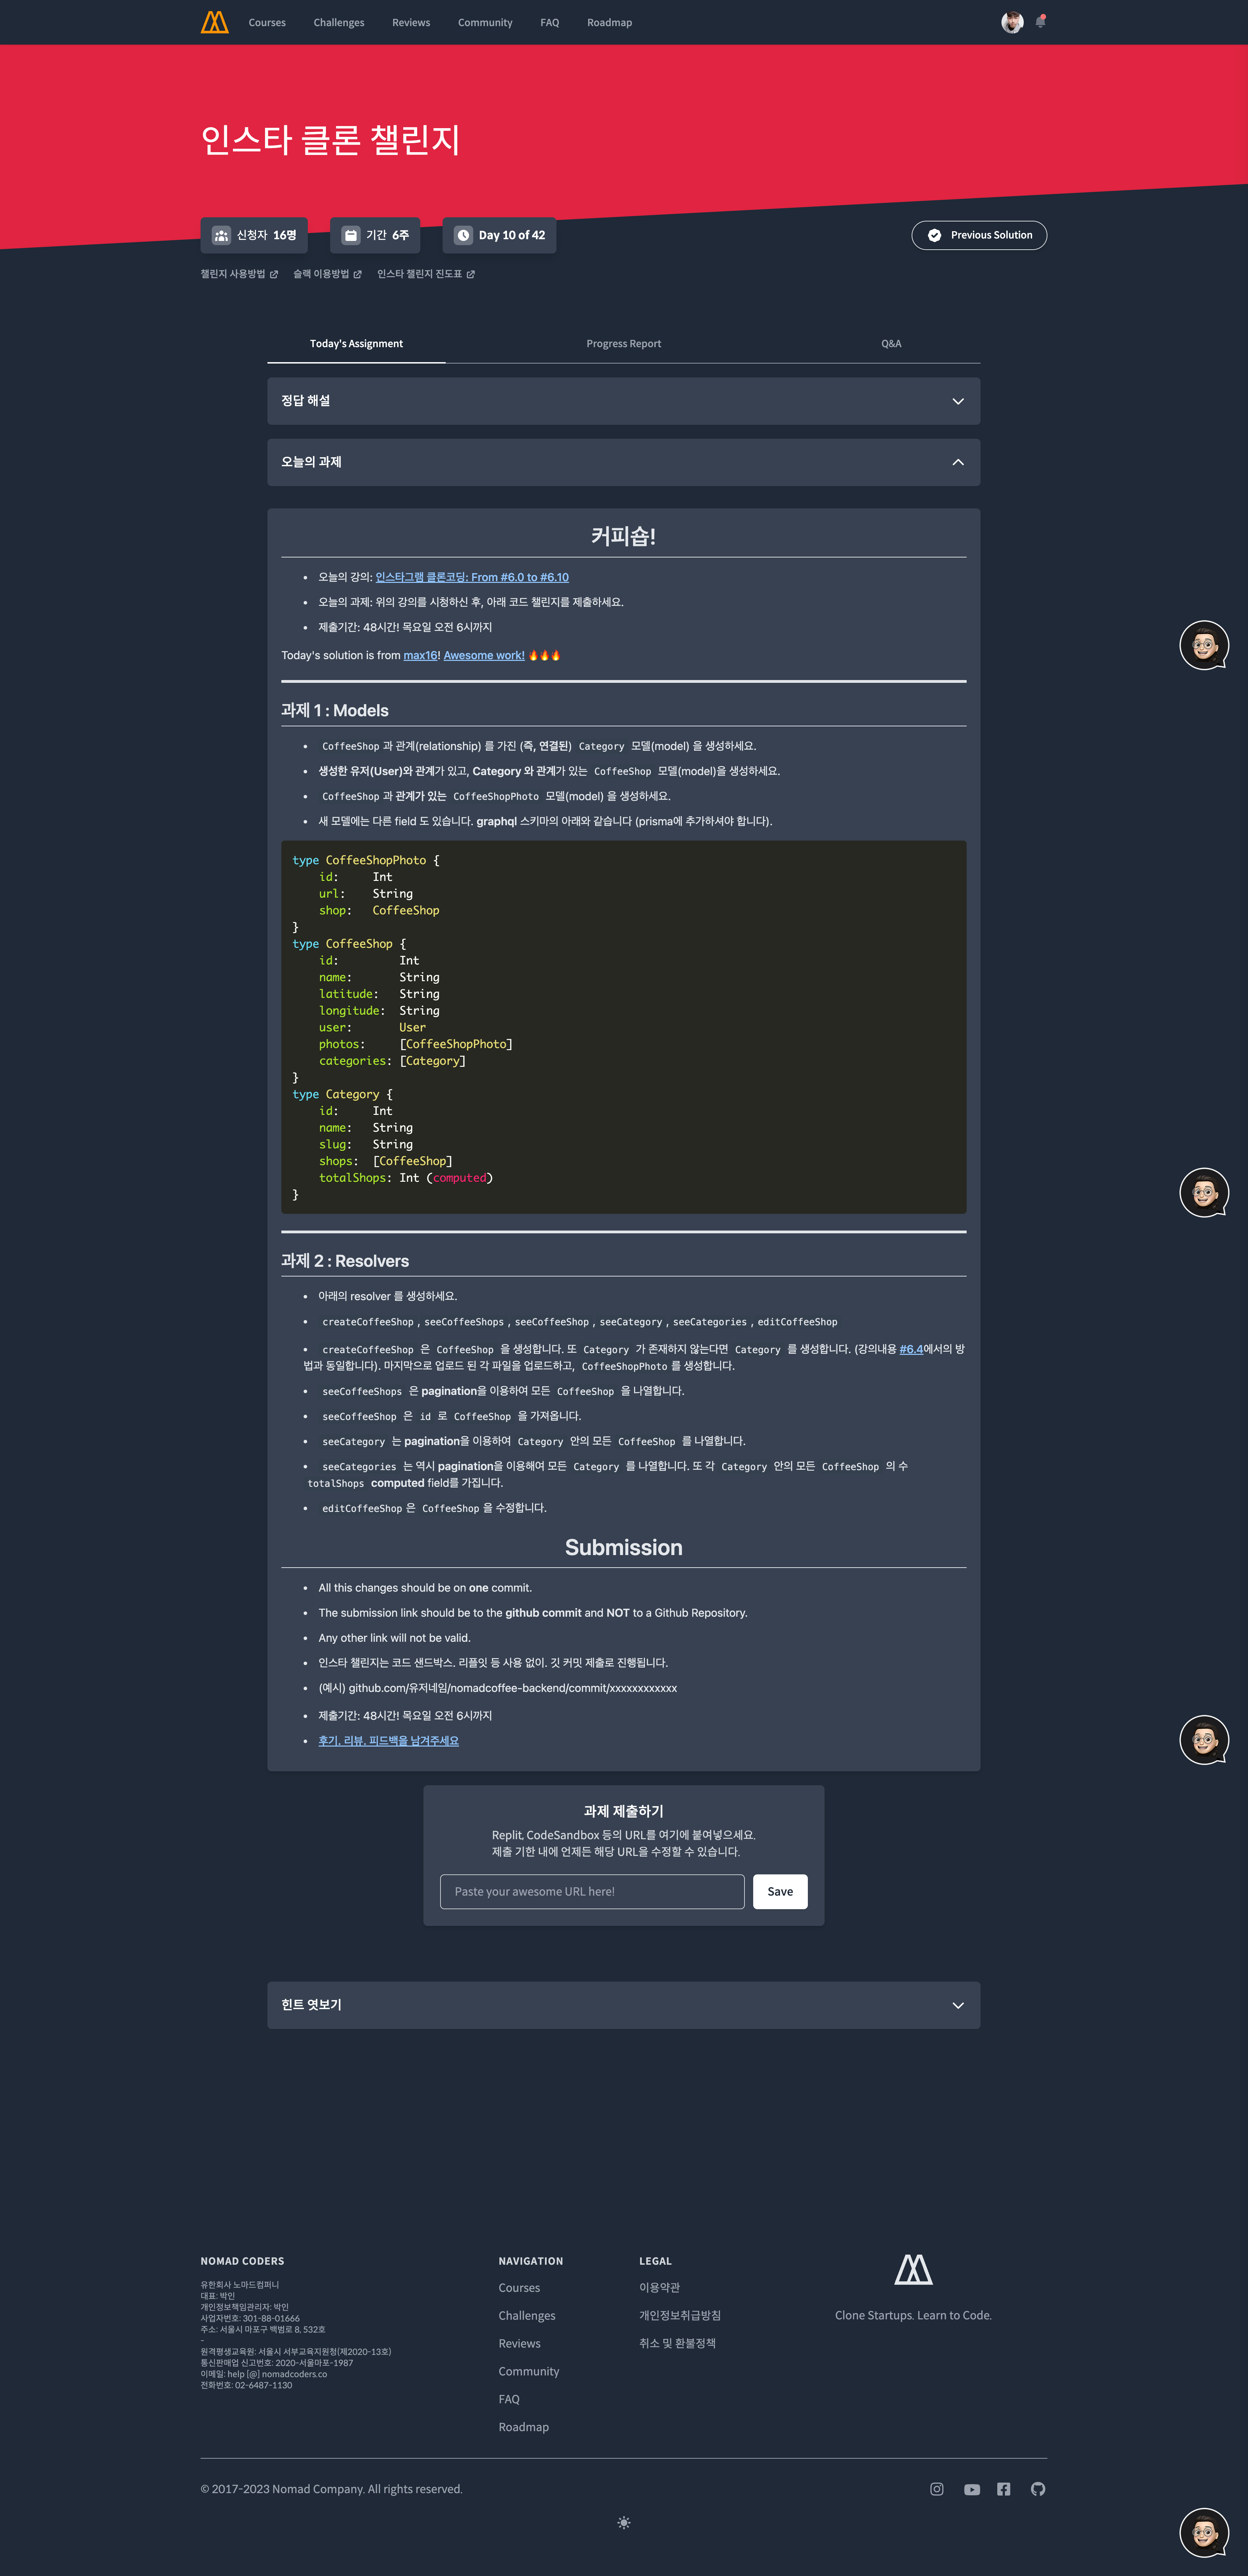 Courses Challenges Reviews Community FAQ Roadmap
인스타 클론 챌린지
신청자 16명 기간 6주 Day 10 of 42 Previous Solution
챌린지 사용방법 슬랙 이용방법 인스타 챌린지 진도표
Today's Assignment Progress Report Q&A
정답 해설
오늘의 과제
커피숍!
• 오늘의 강의: 인스타그램 클론코딩: From #6.0 to #6.10
• 오늘의 과제: 위의 강의를 시청하신 후, 아래 코드 챌린지를 제출하세요.
• 제출기간: 48시간! 목요일 오전 6시까지
Today's solution is from max16! Awesome work! 🔥🔥🔥
과제 1 : Models
• CoffeeShop 과 관계(relationship) 를 가진 (즉, 연결된) Category 모델(model) 을 생성하세요.
• 생성한 유저(User)와 관계가 있고, Category 와 관계가 있는 CoffeeShop 모델(model)을 생성하세요.
• CoffeeShop 과 관계가 있는 CoffeeShopPhoto 모델(model) 을 생성하세요.
• 새 모델에는 다른 field 도 있습니다. graphql 스키마의 아래와 같습니다 (prisma에 추가하셔야 합니다).
type CoffeeShopPhoto {
id: Int
url: String
shop: CoffeeShop
}
type CoffeeShop {
id: Int
name: String
latitude: String
longitude: String
user: User
photos: [CoffeeShopPhoto]
categories: [Category]
}
type Category {
id: Int
name: String
slug: String
shops: [CoffeeShop]
totalShops: Int (computed)
}
과제 2 : Resolvers
• 아래의 resolver 를 생성하세요.
• createCoffeeShop , seeCoffeeShops , seeCoffeeShop , seeCategory , seeCategories , editCoffeeShop
• createCoffeeShop 은 CoffeeShop 을 생성합니다. 또 Category 가 존재하지 않는다면 Category 를 생성합니다. (강의내용 #6.4에서의 방
법과 동일합니다). 마지막으로 업로드 된 각 파일을 업로드하고, CoffeeShopPhoto 를 생성합니다.
• seeCoffeeShops 은 pagination을 이용하여 모든 CoffeeShop 을 나열합니다.
• seeCoffeeShop 은 id 로 CoffeeShop 을 가져옵니다.
• seeCategory 는 pagination을 이용하여 Category 안의 모든 CoffeeShop 를 나열합니다.
• seeCategories 는 역시 pagination을 이용해여 모든 Category 를 나열합니다. 또 각 Category 안의 모든 CoffeeShop 의 수
totalShops computed field를 가집니다.
• editCoffeeShop 은 CoffeeShop 을 수정합니다.
Submission
• All this changes should be on one commit.
• The submission link should be to the github commit and NOT to a Github Repository.
• Any other link will not be valid.
• 인스타 챌린지는 코드 샌드박스. 리플잇 등 사용 없이. 깃 커밋 제출로 진행됩니다.
• (예시) github.com/유저네임/nomadcoffee-backend/commit/xxxxxxxxxxxx
• 제출기간: 48시간! 목요일 오전 6시까지
• 후기, 리뷰, 피드백을 남겨주세요
과제 제출하기
Replit, CodeSandbox 등의 URL를 여기에 붙여넣으세요.
제출 기한 내에 언제든 해당 URL을 수정할 수 있습니다.
Paste your awesome URL here! Save
힌트 엿보기
NOMAD CODERS
유한회사 노마드컴퍼니
대표: 박인
개인정보책임관리자: 박인
사업자번호: 301-88-01666
주소: 서울시 마포구 백범로 8, 532호
-
원격평생교육원: 서울시 서부교육지원청(제2020-13호)
통신판매업 신고번호: 2020-서울마포-1987
이메일: help [@] nomadcoders.co
전화번호: 02-6487-1130
NAVIGATION
Courses
Challenges
Reviews
Community
FAQ
Roadmap
LEGAL
이용약관
개인정보취급방침
취소 및 환불정책
Clone Startups. Learn to Code.
© 2017-2023 Nomad Company. All rights reserved.